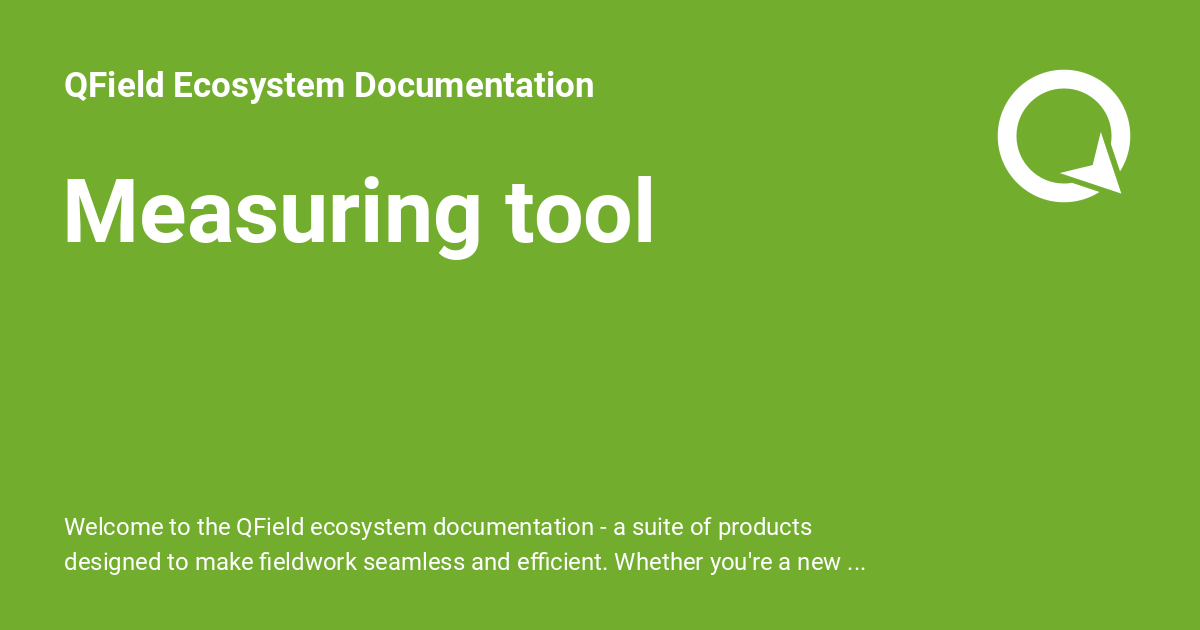 QField Ecosystem Documentation
Measuring tool
Welcome to the QField ecosystem documentation - a suite of products
designed to make fieldwork seamless and efficient. Whether you're a new ...